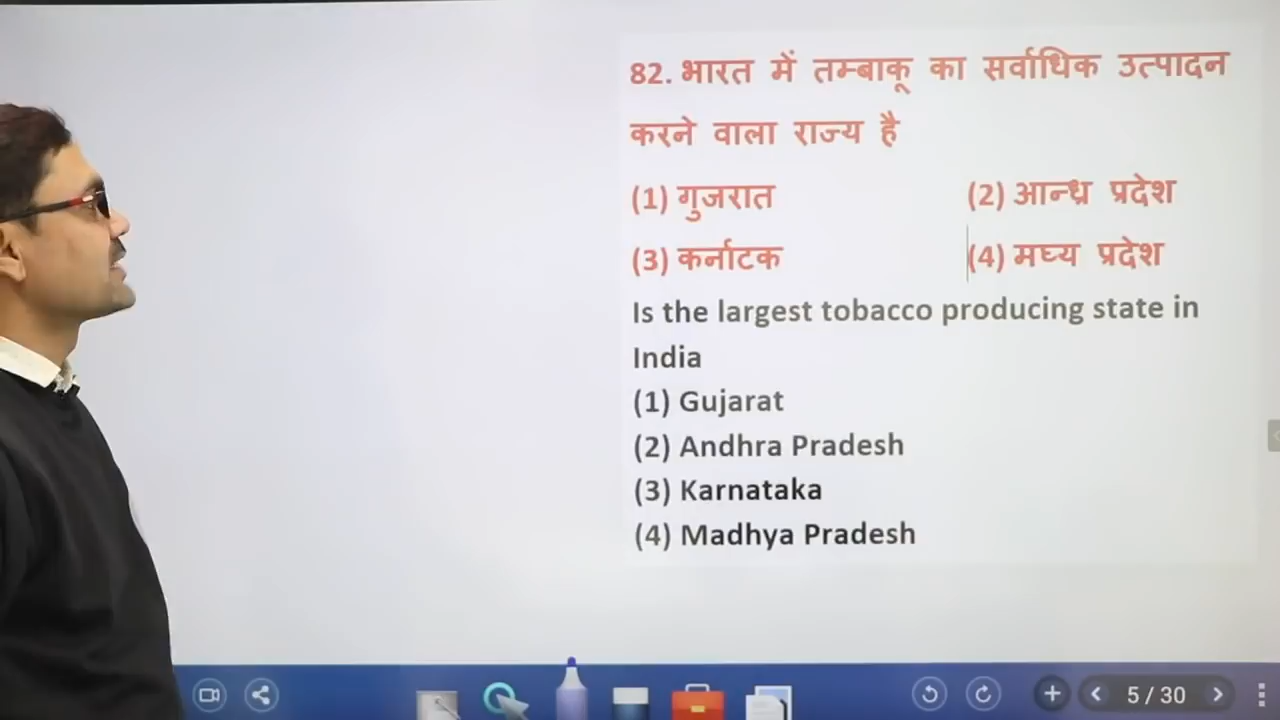 82. भारत में तम्बाकू का सर्वाधिक उत्पादन
करने वाला राज्य है
(1) गुजरात (2) आन्ध्र प्रदेश
(3) कर्नाटक (4) मघ्य प्रदेश
Is the largest tobacco producing state in
India
(1) Gujarat
(2) Andhra Pradesh
(3) Karnataka
(4) Madhya Pradesh
5 / 30